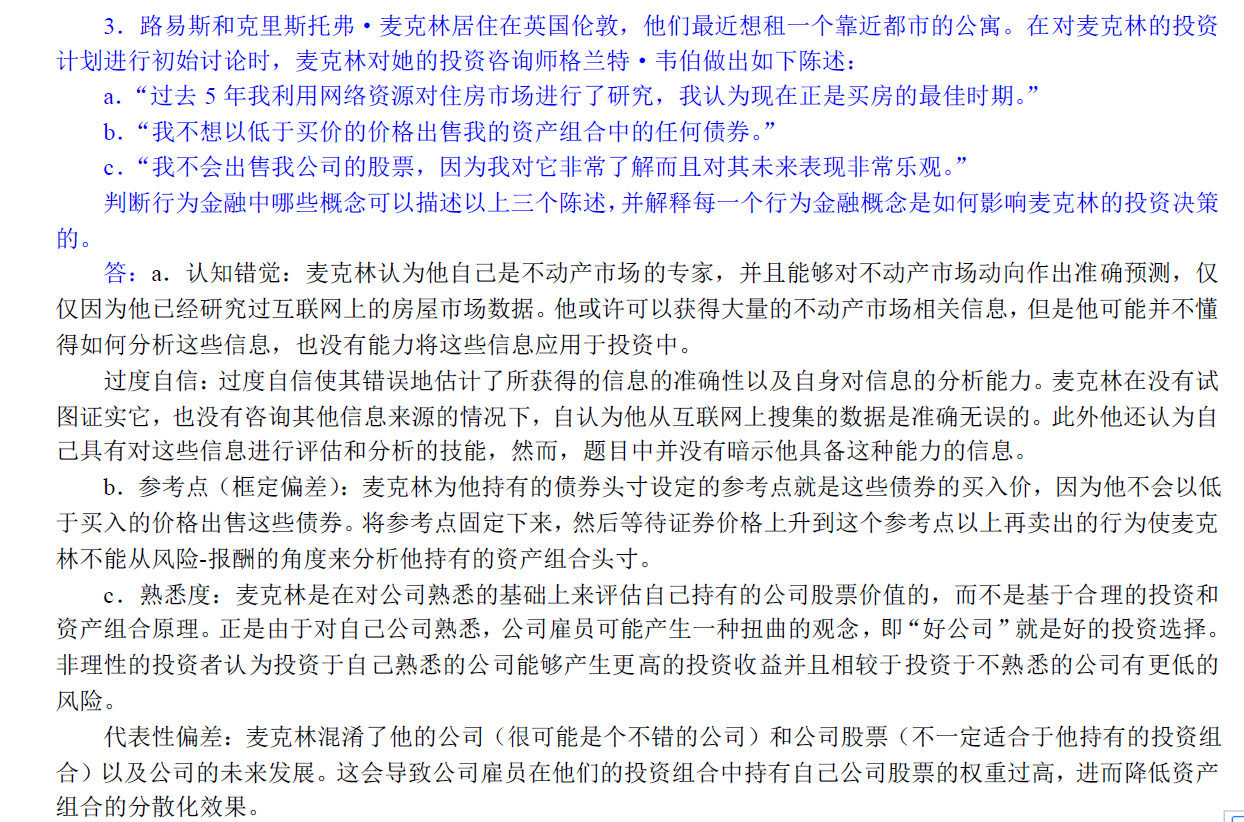 3．路易斯和克里斯托弗·麦克林居住在英国伦敦，他们最近想租一个靠近都市的公寓。在对麦克林的投资
计划进行初始讨论时，麦克林对她的投资咨询师格兰特·韦伯做出如下陈述：
a．“过去 5 年我利用网络资源对住房市场进行了研究，我认为现在正是买房的最佳时期。”
b．“我不想以低于买价的价格出售我的资产组合中的任何债券。”
c．“我不会出售我公司的股票，因为我对它非常了解而且对其未来表现非常乐观。”
判断行为金融中哪些概念可以描述以上三个陈述，并解释每一个行为金融概念是如何影响麦克林的投资决策
的。
答：a．认知错觉：麦克林认为他自己是不动产市场的专家，并且能够对不动产市场动向作出准确预测，仅
仅因为他已经研究过互联网上的房屋市场数据。他或许可以获得大量的不动产市场相关信息，但是他可能并不懂
得如何分析这些信息，也没有能力将这些信息应用于投资中。
过度自信：过度自信使其错误地估计了所获得的信息的准确性以及自身对信息的分析能力。麦克林在没有试
图证实它，也没有咨询其他信息来源的情况下，自认为他从互联网上搜集的数据是准确无误的。此外他还认为自
己具有对这些信息进行评估和分析的技能，然而，题目中并没有暗示他具备这种能力的信息。
b．参考点（框定偏差）：麦克林为他持有的债券头寸设定的参考点就是这些债券的买入价，因为他不会以低
于买入的价格出售这些债券。将参考点固定下来，然后等待证券价格上升到这个参考点以上再卖出的行为使麦克
林不能从风险-报酬的角度来分析他持有的资产组合头寸。
c．熟悉度：麦克林是在对公司熟悉的基础上来评估自己持有的公司股票价值的，而不是基于合理的投资和
资产组合原理。正是由于对自己公司熟悉，公司雇员可能产生一种扭曲的观念，即“好公司”就是好的投资选择。
非理性的投资者认为投资于自己熟悉的公司能够产生更高的投资收益并且相较于投资于不熟悉的公司有更低的
风险。
代表性偏差：麦克林混淆了他的公司（很可能是个不错的公司）和公司股票（不一定适合于他持有的投资组
合）以及公司的未来发展。这会导致公司雇员在他们的投资组合中持有自己公司股票的权重过高，进而降低资产
组合的分散化效果。